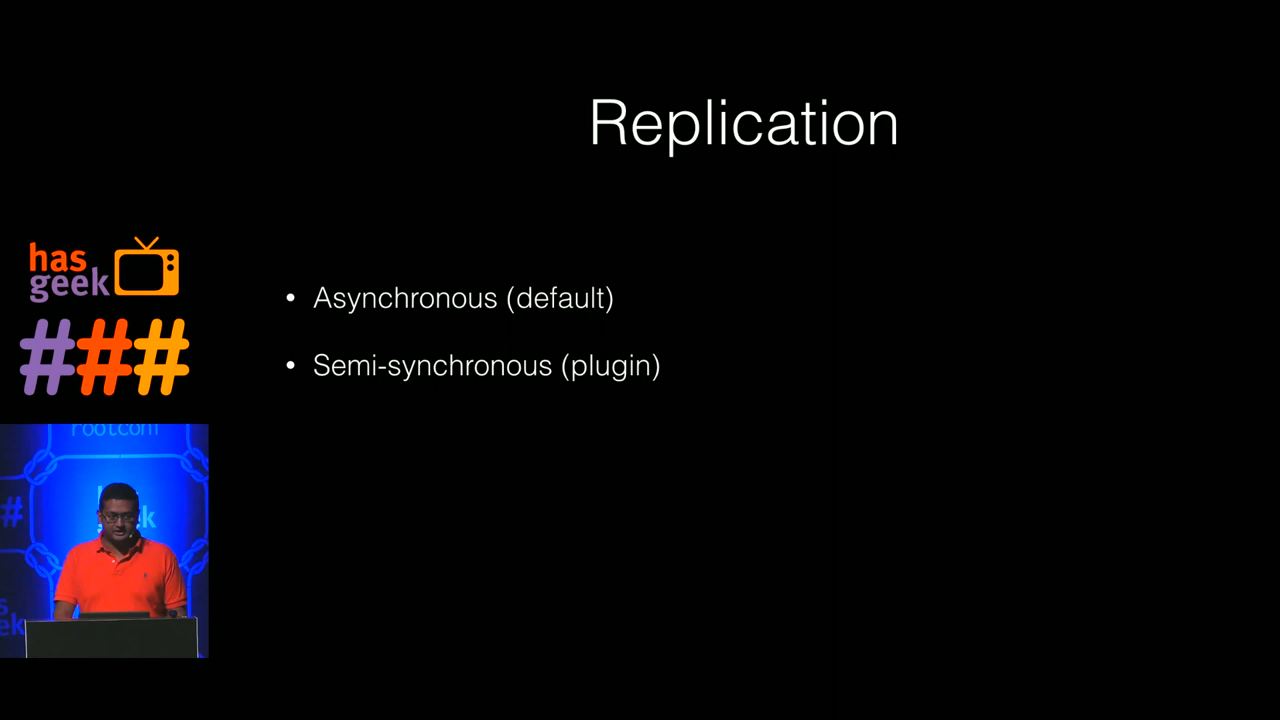 Replication
has
geek
###
• Asynchronous (default)
• Semi-synchronous (plugin)
rootconf
#